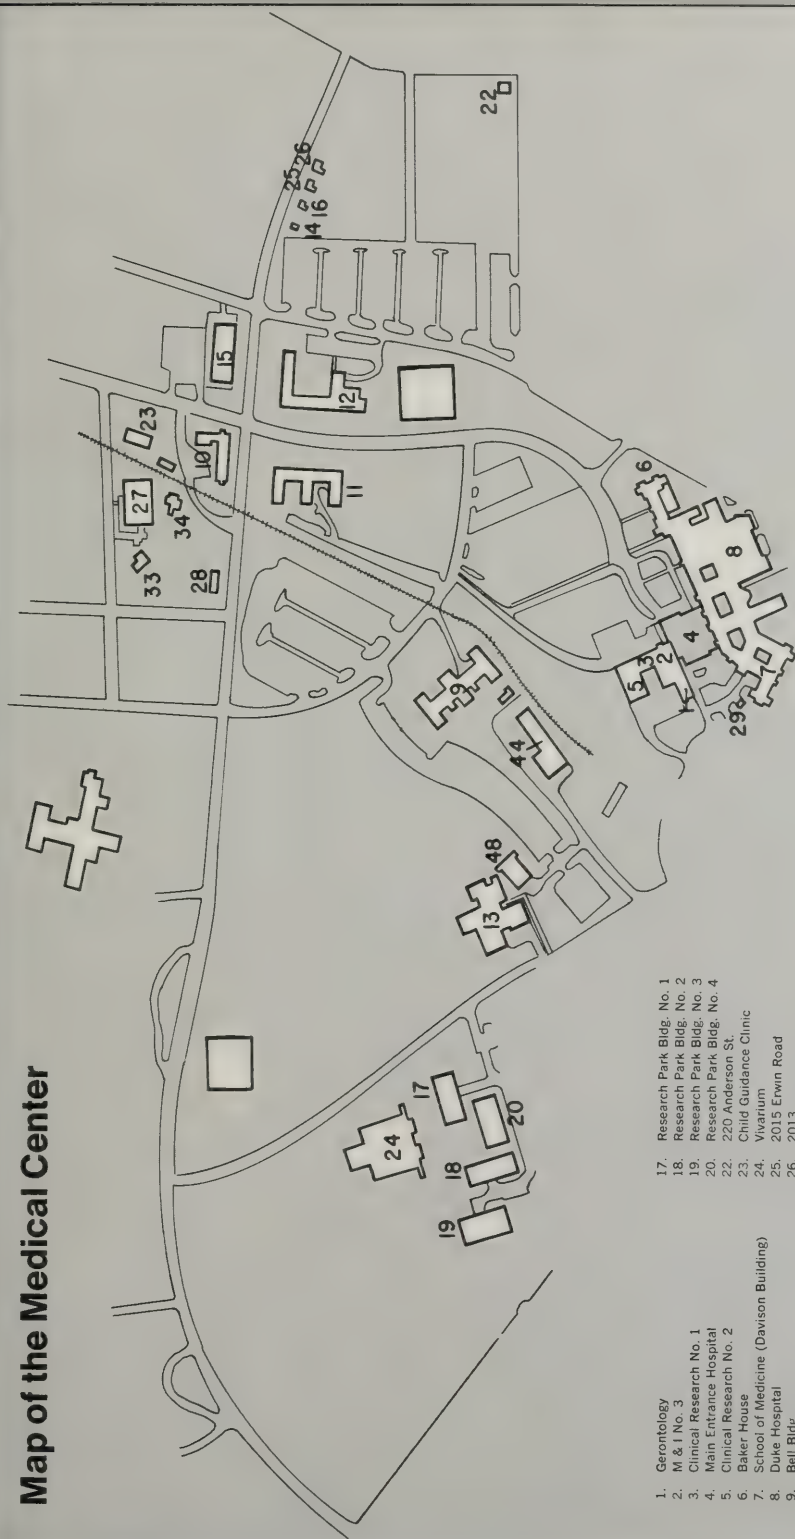 Map of the Medical Center
1. Gerontology
2. M & I No. 3
3. Clinical Research No. 1
4. Main Entrance Hospital
5. Clinical Research No. 2
6. Baker House
7. School of Medicine (Davison Building)
8. Duke Hospital
9. Bell Bldg.
17. Research Park Bldg. No. 1
18. Research Park Bldg. No. 2
19. Research Park Bldg. No. 3
20. Research Park Bldg. No. 4
22. 220 Anderson St.
23. Child Guidance Clinic
24. Vivarium
25. 2015 Erwin Road
26. 2013
19
18
24
17
20
13
48
44
9
33
27
34
28
23
10
11
15
12
14
16
25
26
22
5
3
2
1
4
29
7
8
6